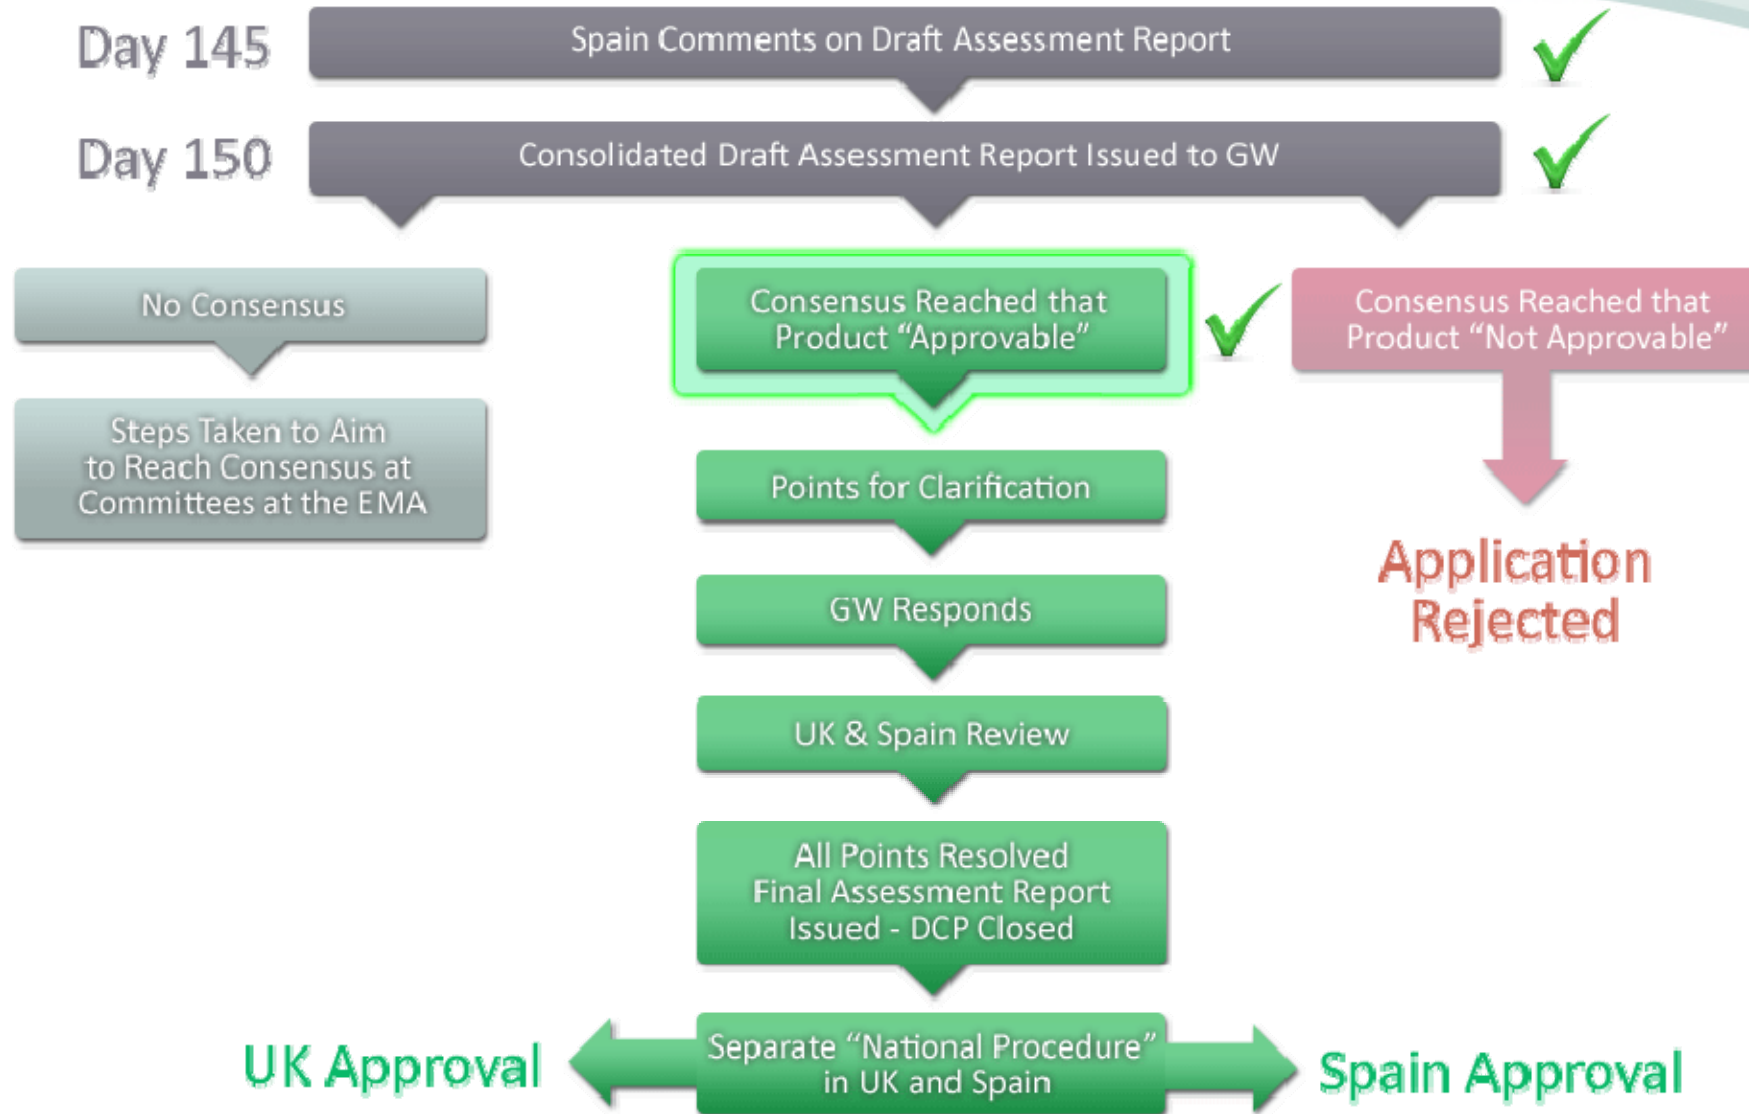 Day 145
Spain Comments on Draft Assessment Report
Day 150
Consolidated Draft Assessment Report Issued to GW
No Consensus
Steps Taken to Aim
to Reach Consensus at
Committees at the EMA
Consensus Reached that
Product “Approvable”
Points for Clarification
GW Responds
UK & Spain Review
All Points Resolved
Final Assessment Report
Issued - DCP Closed
Separate “National Procedure”
in UK and Spain
UK Approval
Spain Approval
Consensus Reached that
Product “Not Approvable”
Application
Rejected